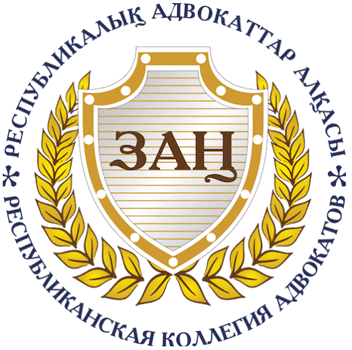 РЕСПУБЛИКАЛЫҚ АДВОКАТТАР АЛҚАСЫ
ЗАҢ
РЕСПУБЛИКАНСКАЯ КОЛЛЕГИЯ АДВОКАТОВ